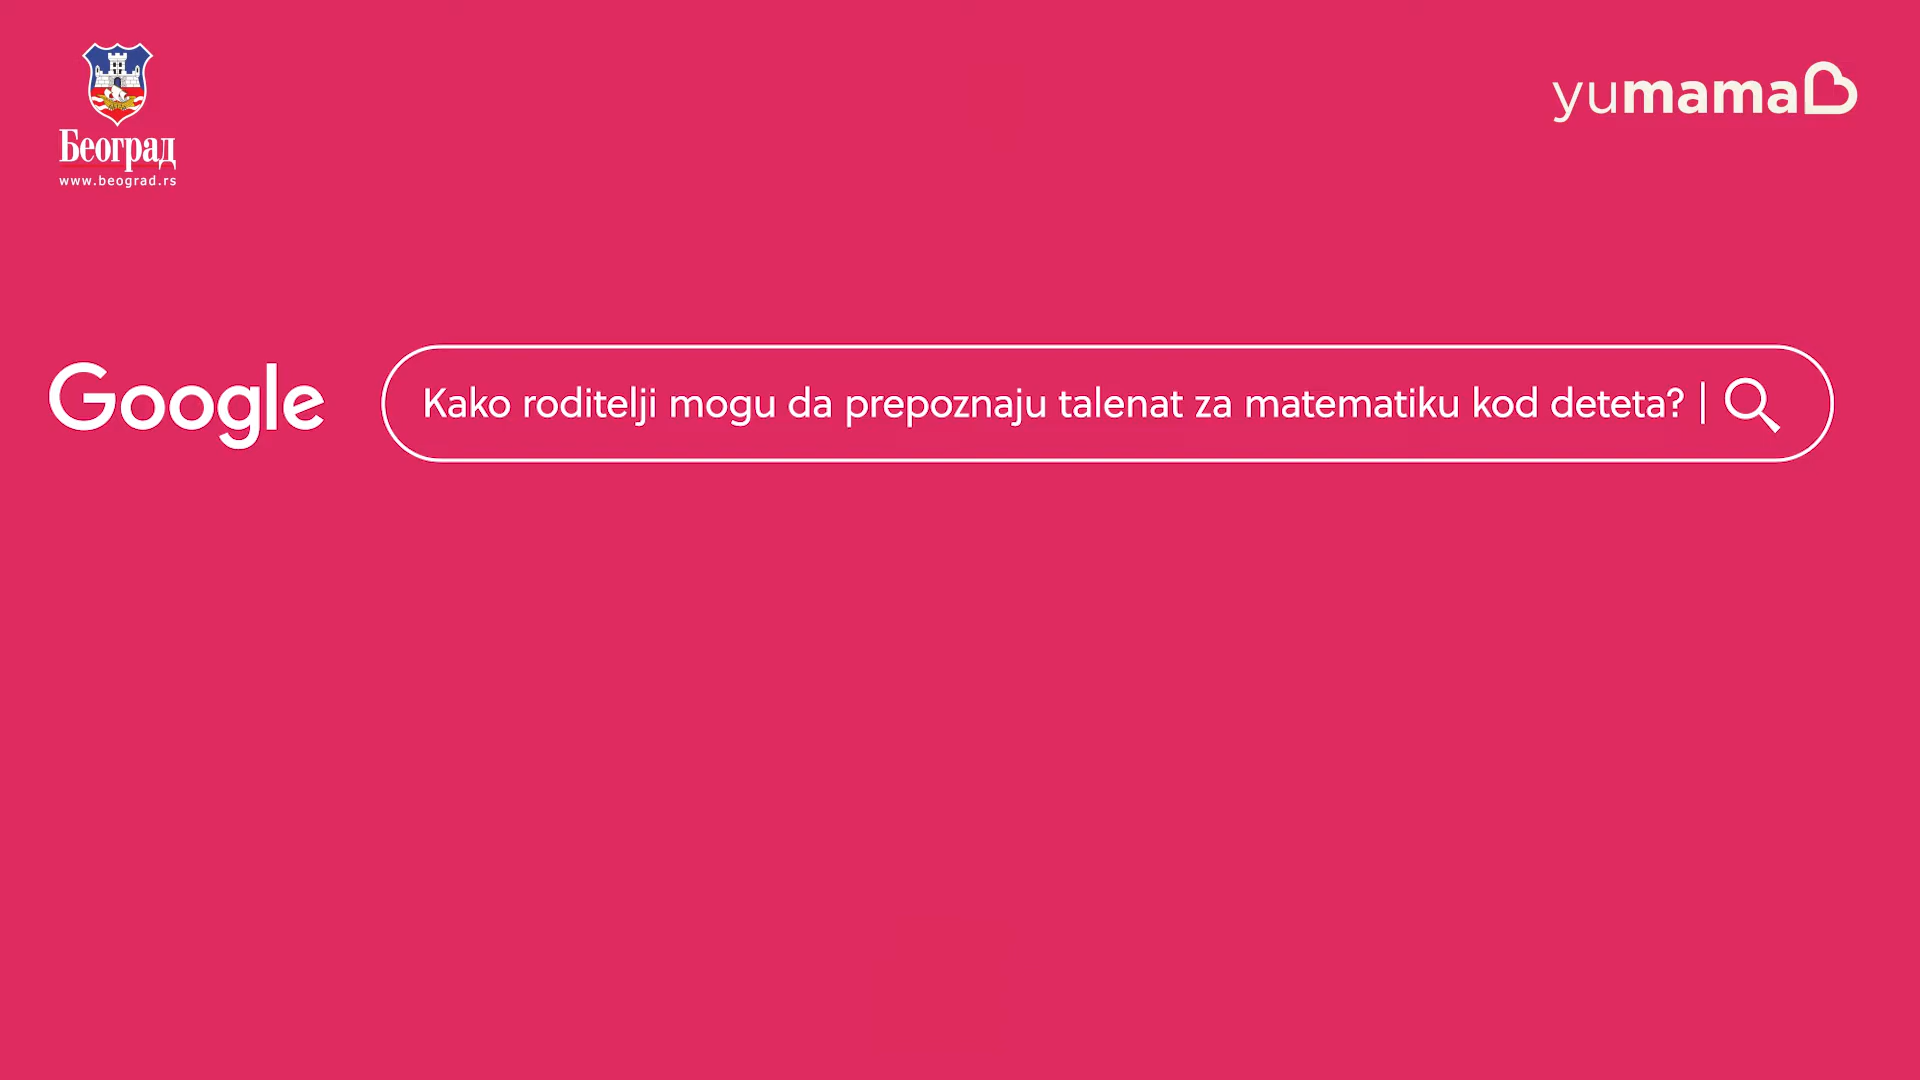 Београд
www.beograd.rs
yumama
Google
Kako roditelji mogu da prepoznaju talenat za matematiku kod deteta? |